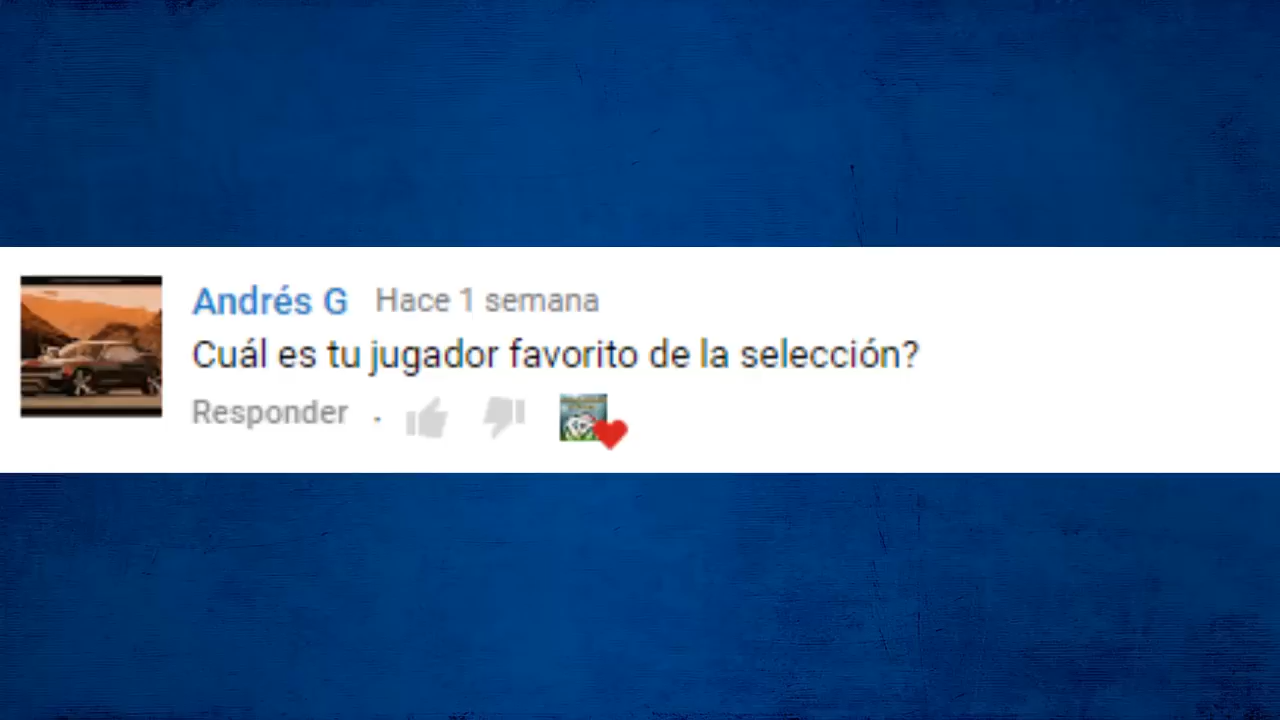 Andrés G Hace 1 semana
Cuál es tu jugador favorito de la selección?
Responder .